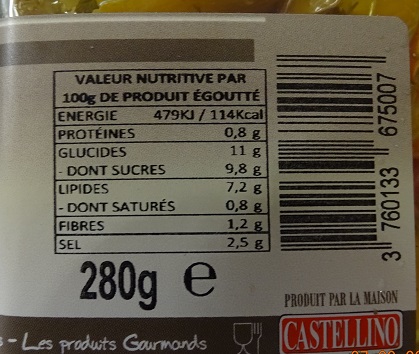 VALEUR NUTRITIVE PAR
100g DE PRODUIT ÉGOUTTÉ
ENERGIE 479KJ / 114Kcal
PROTÉINES 0,8 g
GLUCIDES 11 g
- DONT SUCRES 9,8 g
LIPIDES 7,2 g
- DONT SATURÉS 0,8 g
FIBRES 1,2 g
SEL 2,5 g
280g e
3 760133 675007
PRODUIT PAR LA MAISON
CASTELLINO
- Les produits Gourmands